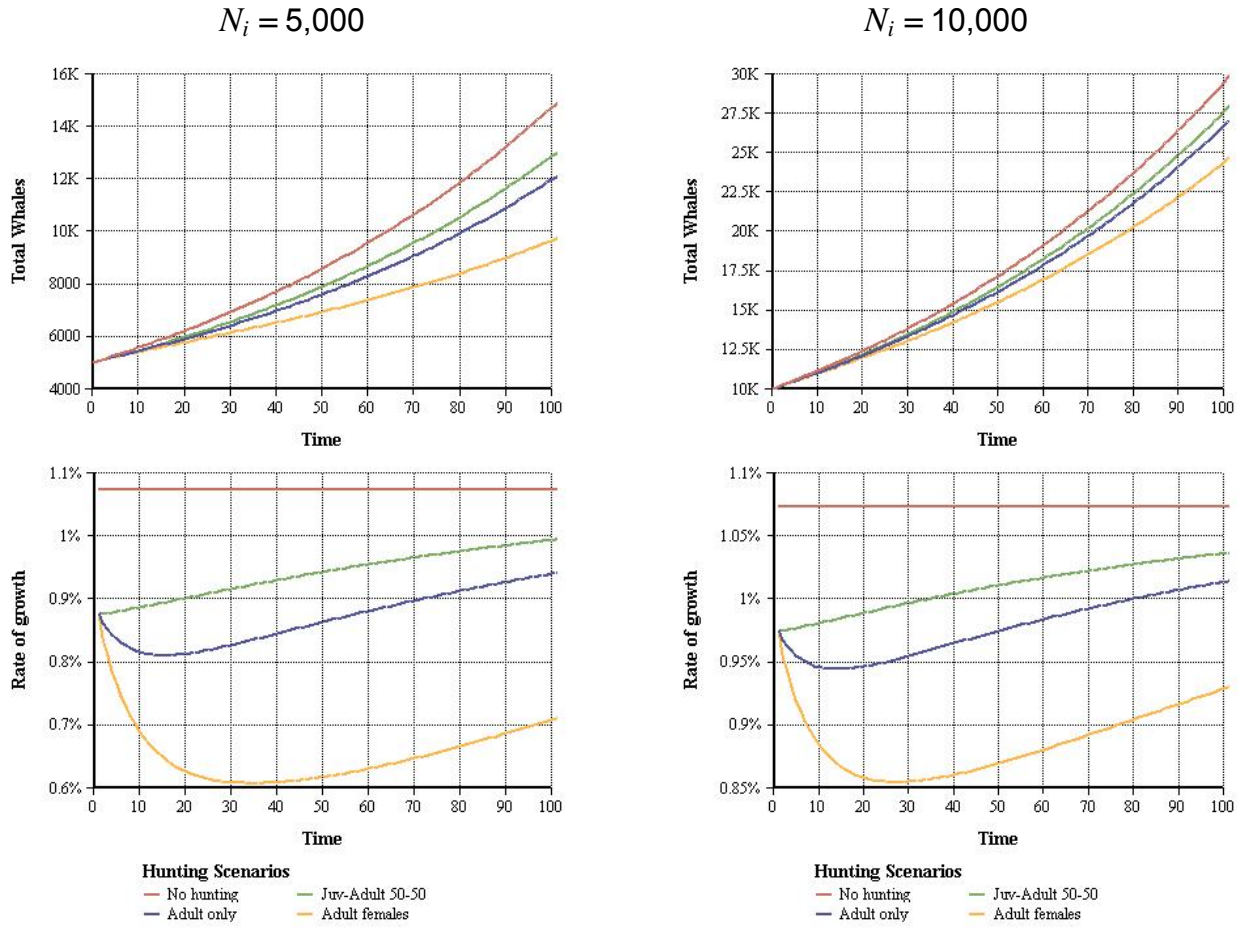 N_i = 5,000
N_i = 10,000
16K
14K
12K
10K
8000
6000
4000
Total Whales
0 10 20 30 40 50 60 70 80 90 100
Time
30K
27.5K
25K
22.5K
20K
17.5K
15K
12.5K
10K
Total Whales
0 10 20 30 40 50 60 70 80 90 100
Time
1.1%
1%
0.9%
0.8%
0.7%
0.6%
Rate of growth
0 10 20 30 40 50 60 70 80 90 100
Time
Hunting Scenarios
No hunting Juv-Adult 50-50
Adult only Adult females
1.1%
1.05%
1%
0.95%
0.9%
0.85%
Rate of growth
0 10 20 30 40 50 60 70 80 90 100
Time
Hunting Scenarios
No hunting Juv-Adult 50-50
Adult only Adult females